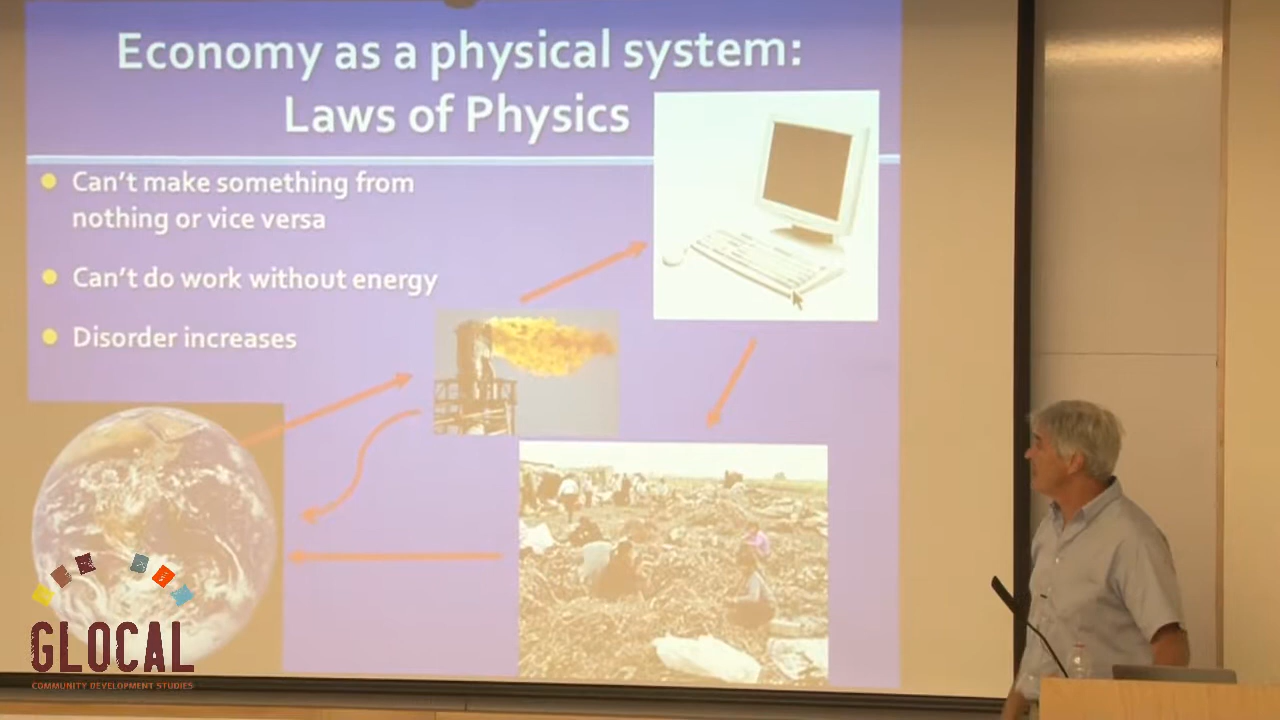 Economy as a physical system:
Laws of Physics
Can't make something from
nothing or vice versa
Can't do work without energy
Disorder increases
GLOCAL
COMMUNITY DEVELOPMENT STUDIES